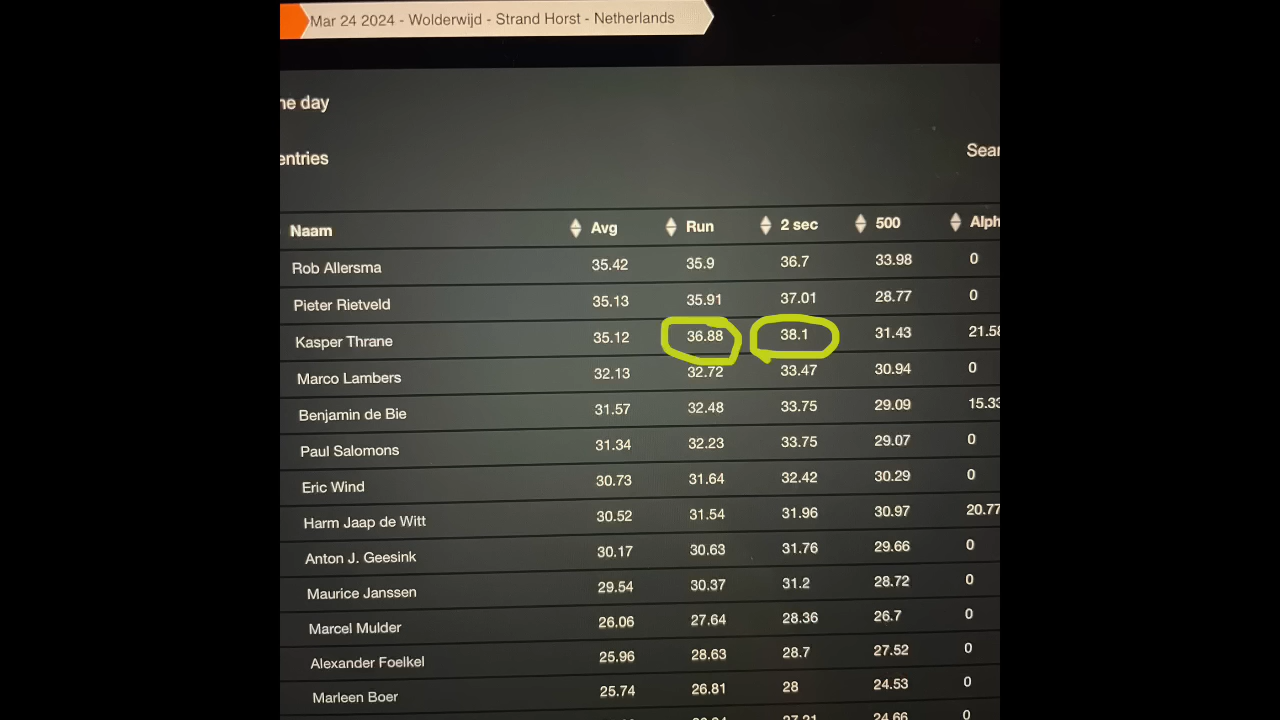 Mar 24 2024 - Wolderwijd - Strand Horst - Netherlands
ne day
entries
Sear
Naam Avg Run 2 sec 500 Alph
Rob Allersma 35.42 35.9 36.7 33.98 0
Pieter Rietveld 35.13 35.91 37.01 28.77 0
Kasper Thrane 35.12 36.88 38.1 31.43 21.58
Marco Lambers 32.13 32.72 33.47 30.94 0
Benjamin de Bie 31.57 32.48 33.75 29.09 15.33
Paul Salomons 31.34 32.23 33.75 29.07 0
Eric Wind 30.73 31.64 32.42 30.29 0
Harm Jaap de Witt 30.52 31.54 31.96 30.97 20.77
Anton J. Geesink 30.17 30.63 31.76 29.66 0
Maurice Janssen 29.54 30.37 31.2 28.72 0
Marcel Mulder 26.06 27.64 28.36 26.7 0
Alexander Foelkel 25.96 28.63 28.7 27.52 0
Marleen Boer 25.74 26.81 28 24.53 0
24.66 0